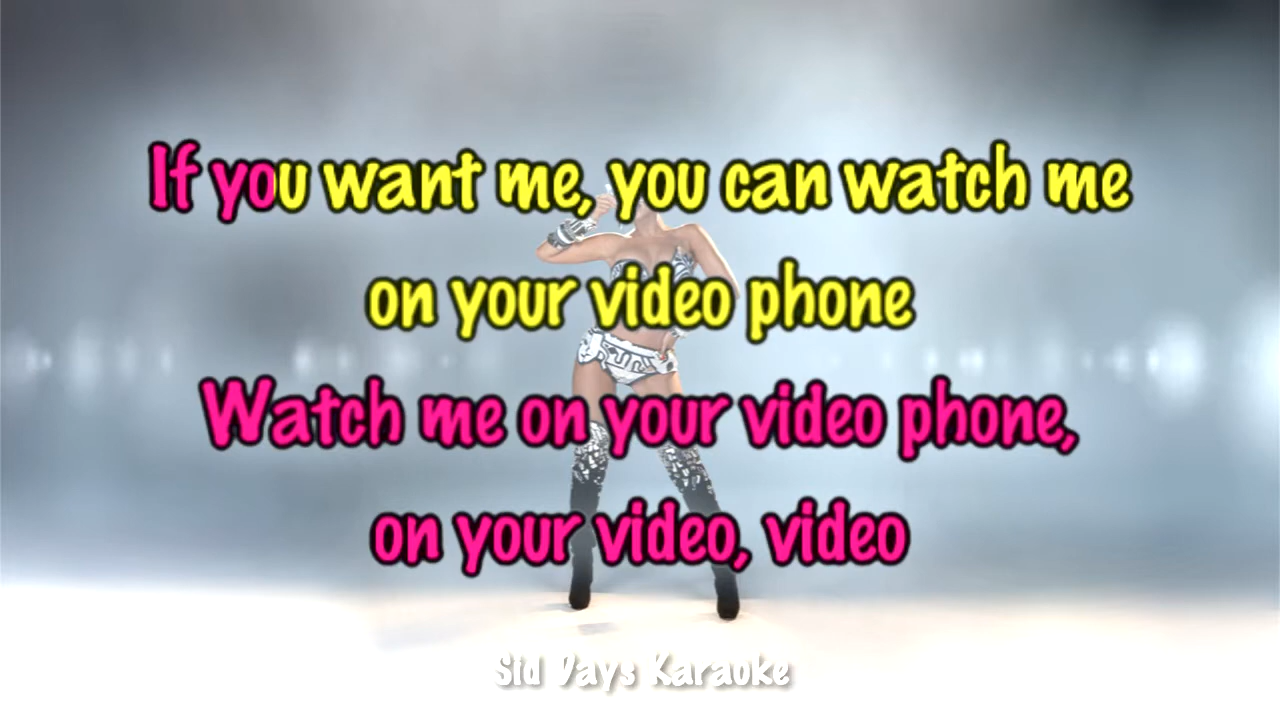 If you want me, you can watch me
on your video phone
Watch me on your video phone,
on your video, video
Sid Days Karaoke